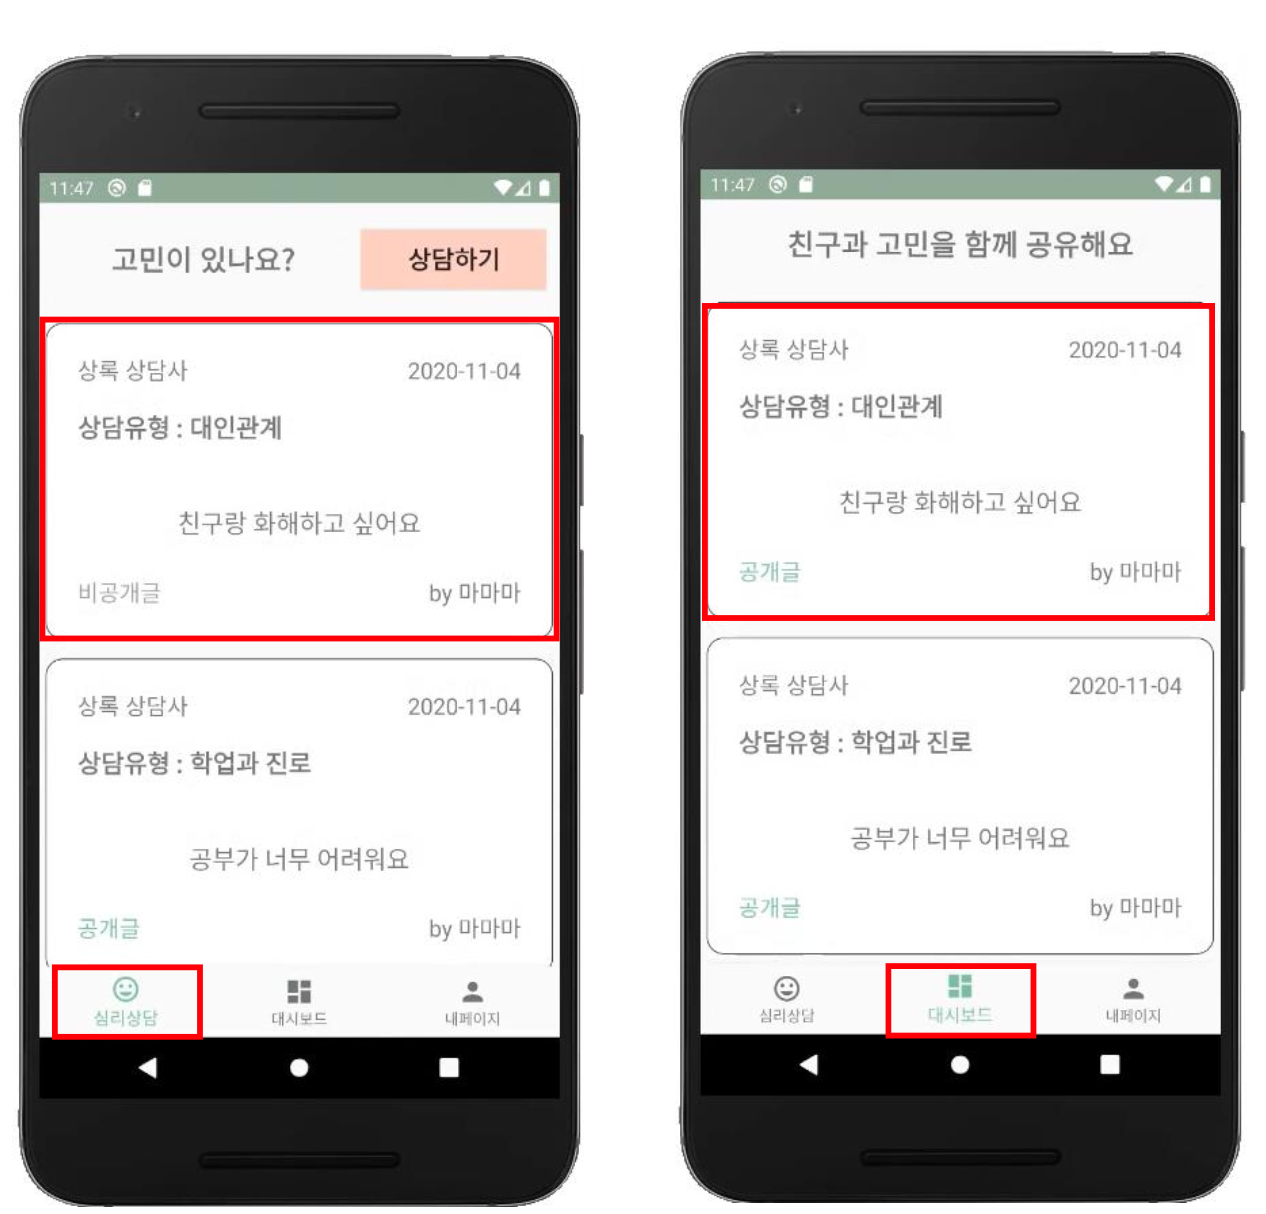 11:47
고민이 있나요?
상담하기
상록 상담사
2020-11-04
상담유형 : 대인관계
친구랑 화해하고 싶어요
비공개글
by 마마마
상록 상담사
2020-11-04
상담유형 : 학업과 진로
공부가 너무 어려워요
공개글
by 마마마
심리상담
대시보드
내페이지
11:47
친구과 고민을 함께 공유해요
상록 상담사
2020-11-04
상담유형 : 대인관계
친구랑 화해하고 싶어요
공개글
by 마마마
상록 상담사
2020-11-04
상담유형 : 학업과 진로
공부가 너무 어려워요
공개글
by 마마마
심리상담
대시보드
내페이지